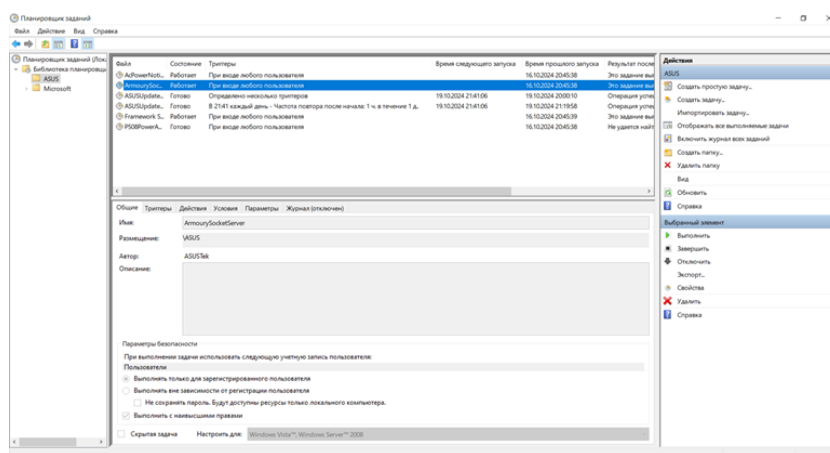 Планировщик заданий
Файл Действие Вид Справка
Планировщик заданий (Лока
Библиотека планировщи
ASUS
Microsoft
Файл Состояние Триггеры Время следующего запуска Время прошлого запуска Результат после
AcPowerNoti... Работает При входе любого пользователя 16.10.2024 20:45:38 Это задание вы
ArmourySoc... Работает При входе любого пользователя 16.10.2024 20:45:38 Это задание вы
ASUSUpdate... Готово Определено несколько триггеров 19.10.2024 21:41:06 19.10.2024 20:00:10 Операция успе
ASUSUpdate... Готово В 21:41 каждый день - Частота повтора после начала: 1 ч. в течение 1 д. 19.10.2024 21:41:06 19.10.2024 21:19:58 Операция успе
Framework S... Работает При входе любого пользователя 16.10.2024 20:45:39 Это задание вы
P508PowerA... Готово При входе любого пользователя 16.10.2024 20:45:38 Не удается найт
Общие Триггеры Действия Условия Параметры Журнал (отключен)
Имя: ArmourySocketServer
Размещение: \ASUS
Автор: ASUSTek
Описание:
Параметры безопасности
При выполнении задачи использовать следующую учетную запись пользователя:
Пользователи
Выполнять только для зарегистрированного пользователя
Выполнять вне зависимости от регистрации пользователя
Не сохранять пароль. Будут доступны ресурсы только локального компьютера.
Выполнить с наивысшими правами
Скрытая задача Настроить для: Windows Vista™, Windows Server™ 2008
Действия
ASUS
Создать простую задачу...
Создать задачу...
Импортировать задачу...
Отображать все выполняемые задачи
Включить журнал всех заданий
Создать папку...
Удалить папку
Вид
Обновить
Справка
Выбранный элемент
Выполнить
Завершить
Отключить
Экспорт...
Свойства
Удалить
Справка